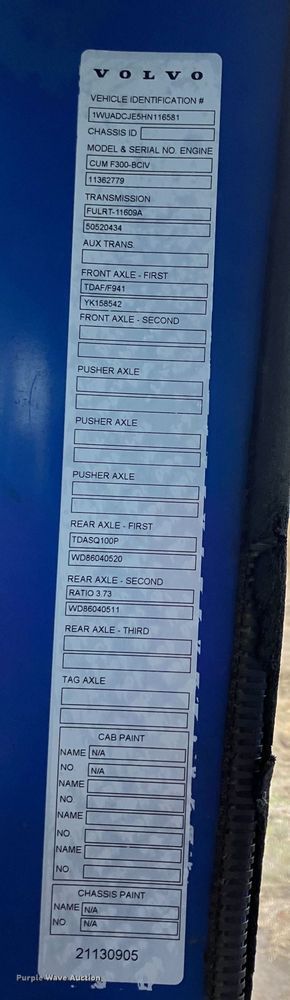 VOLVO
VEHICLE IDENTIFICATION #
1WUADCJE5HN116581
CHASSIS ID
MODEL & SERIAL NO. ENGINE
CUM F300-BCIV
11362779
TRANSMISSION
FULRT-11609A
50520434
AUX TRANS.
FRONT AXLE - FIRST
TDAF/F941
YK158542
FRONT AXLE - SECOND
PUSHER AXLE
PUSHER AXLE
PUSHER AXLE
REAR AXLE - FIRST
TDASQ100P
WD86040520
REAR AXLE - SECOND
RATIO 3.73
WD86040511
REAR AXLE - THIRD
TAG AXLE
CAB PAINT
NAME N/A
NO. N/A
NAME
NO.
NAME
NO.
NAME
NO.
CHASSIS PAINT
NAME N/A
NO. N/A
21130905
Purple Wave Auction